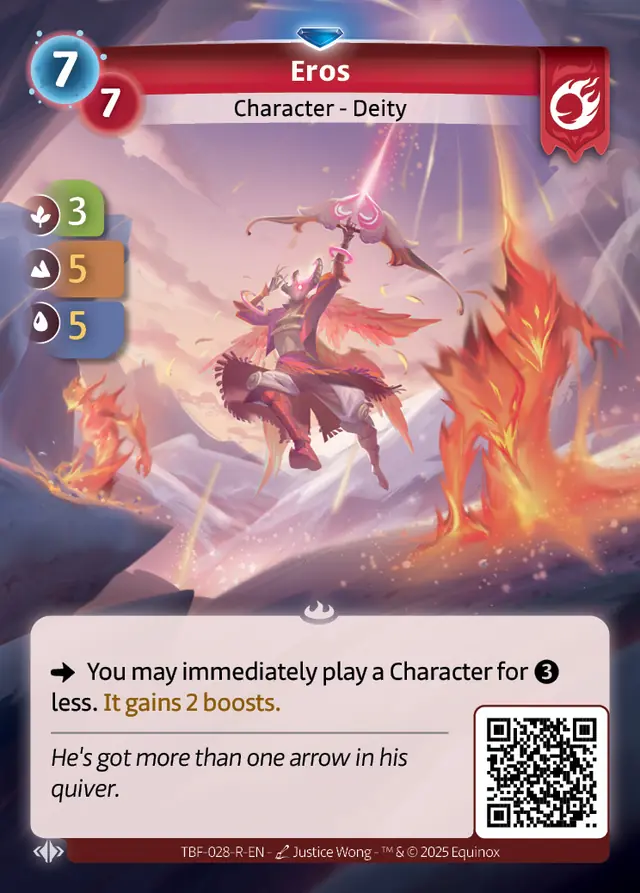 7
Eros
7
Character - Deity
3
5
5
You may immediately play a Character for 3
less. It gains 2 boosts.
He's got more than one arrow in his
quiver.
TBF-028-R-EN - Justice Wong - ™ & © 2025 Equinox